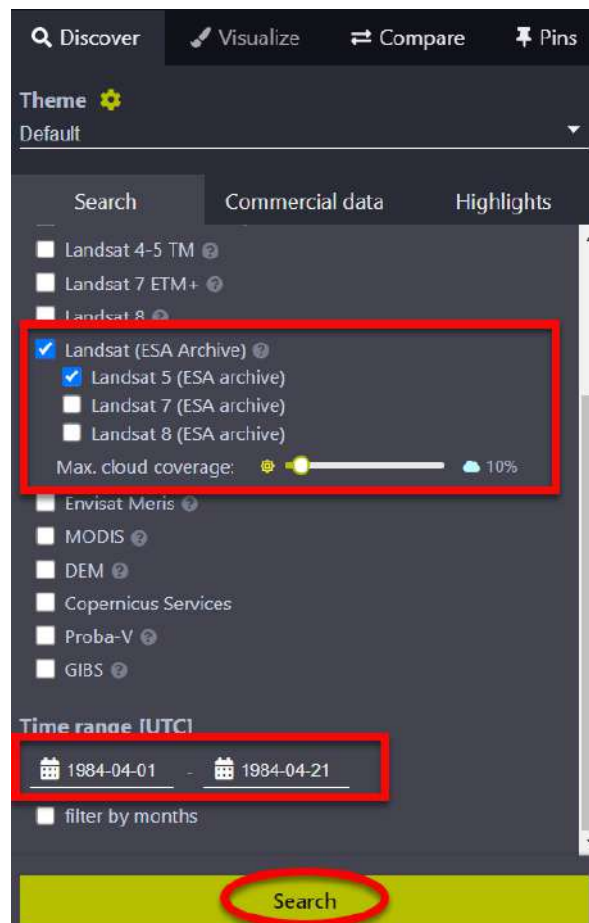 Discover Visualize Compare Pins
Theme
Default
Search Commercial data Highlights
Landsat 4-5 TM
Landsat 7 ETM+
Landsat 8
Landsat (ESA Archive)
Landsat 5 (ESA archive)
Landsat 7 (ESA archive)
Landsat 8 (ESA archive)
Max. cloud coverage: 10%
Envisat Meris
MODIS
DEM
Copernicus Services
Proba-V
GIBS
Time range [UTC]
1984-04-01 - 1984-04-21
filter by months
Search